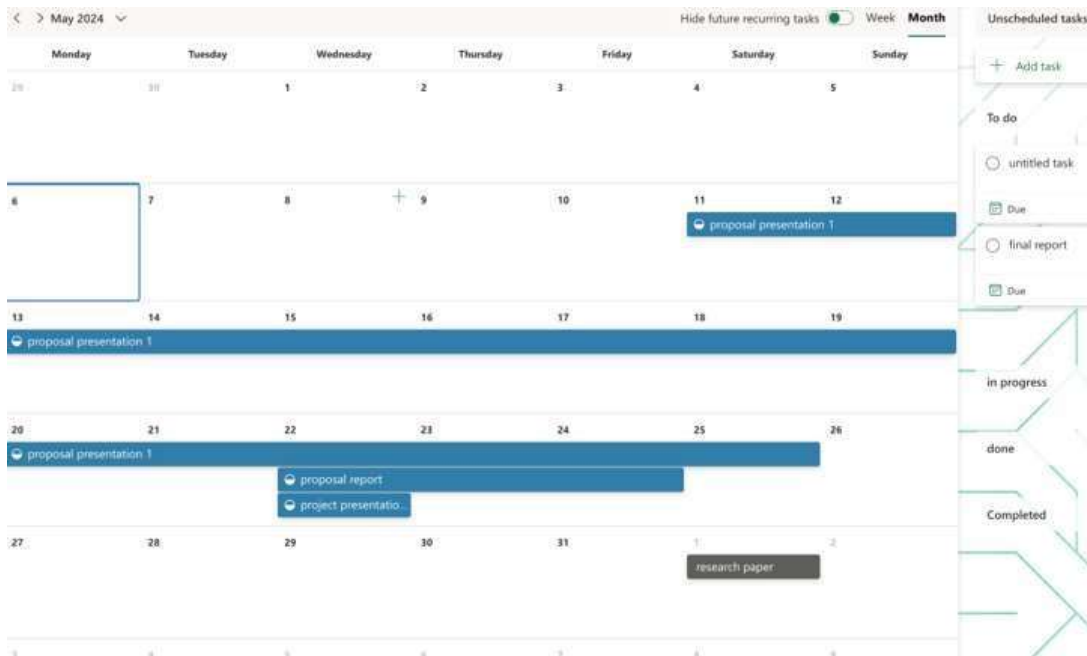 May 2024
Hide future recurring tasks
Week Month
Unscheduled tasks
Monday Tuesday Wednesday Thursday Friday Saturday Sunday
Add task
29 30 1 2 3 4 5
To do
untitled task
6 7 8 9 10 11 12
Due
proposal presentation 1
final report
Due
13 14 15 16 17 18 19
proposal presentation 1
in progress
20 21 22 23 24 25 26
done
proposal presentation 1
proposal report
project presentatio...
Completed
27 28 29 30 31 1 2
research paper